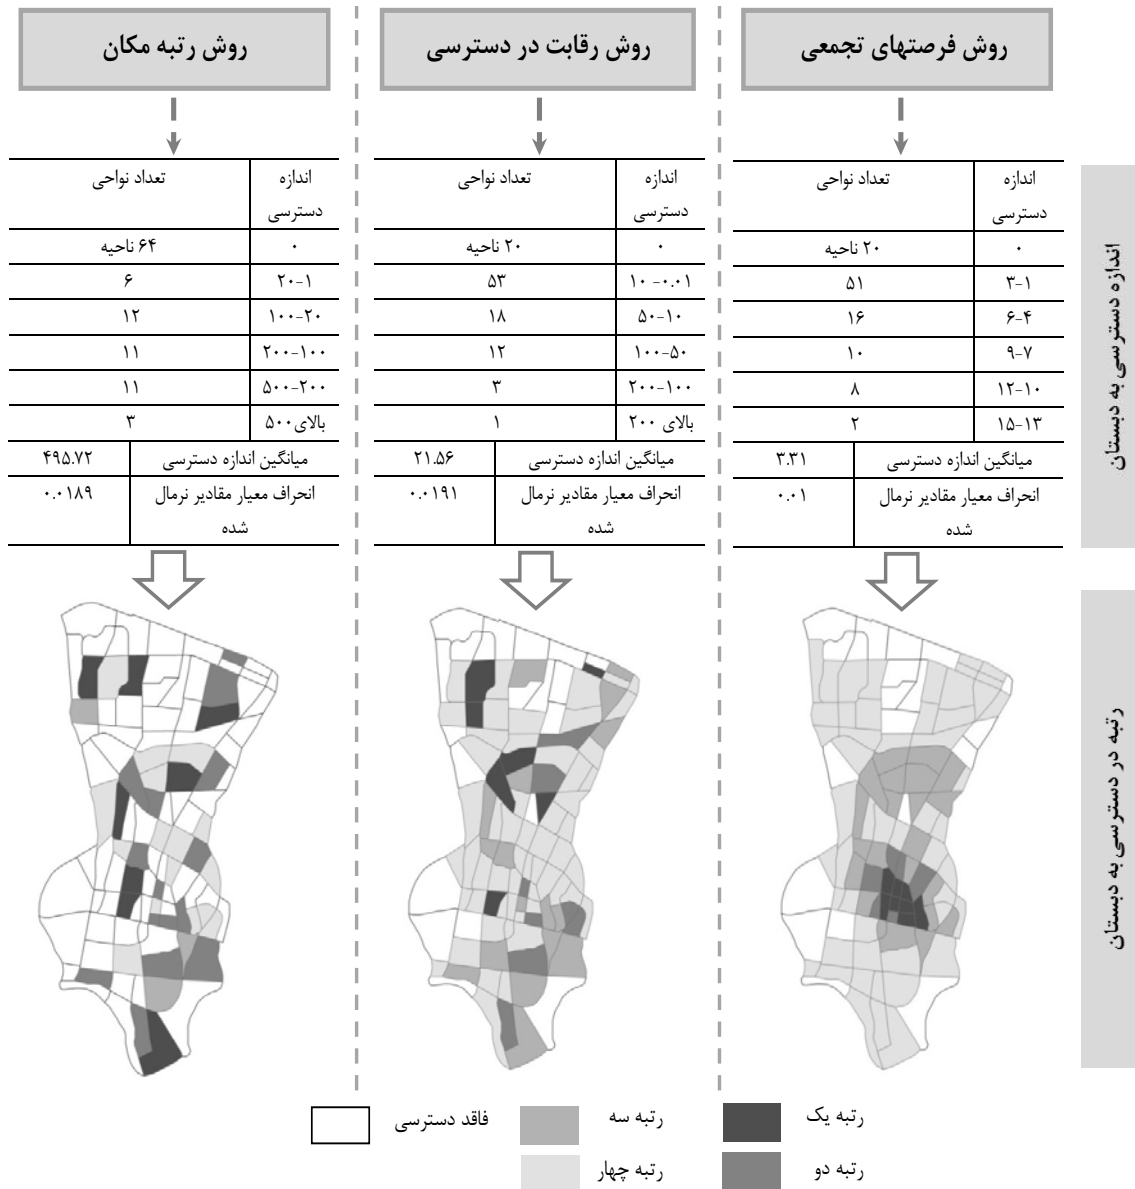 روش فرصتهای تجمعی
روش رقابت در دسترسی
روش رتبه مکان
اندازه دسترسی به دبستان
اندازه
دسترسی
تعداد نواحی
۰
۲۰ ناحیه
۳-۱
۵۱
۶-۴
۱۶
۹-۷
۱۰
۱۲-۱۰
۸
۱۵-۱۳
۲
میانگین اندازه دسترسی
۳.۳۱
انحراف معیار مقادیر نرمال
شده
۰.۰۱
اندازه
دسترسی
تعداد نواحی
۰
۲۰ ناحیه
۱۰ -۰.۰۱
۵۳
۵۰-۱۰
۱۸
۱۰۰-۵۰
۱۲
۲۰۰-۱۰۰
۳
بالای ۲۰۰
۱
میانگین اندازه دسترسی
۲۱.۵۶
انحراف معیار مقادیر نرمال
شده
۰.۰۱۹۱
اندازه
دسترسی
تعداد نواحی
۰
۶۴ ناحیه
۲۰-۱
۶
۱۰۰-۲۰
۱۲
۲۰۰-۱۰۰
۱۱
۵۰۰-۲۰۰
۱۱
بالای۵۰۰
۳
میانگین اندازه دسترسی
۴۹۵.۷۲
انحراف معیار مقادیر نرمال
شده
۰.۰۱۸۹
رتبه در دسترسی به دبستان
رتبه یک
رتبه سه
فاقد دسترسی
رتبه دو
رتبه چهار